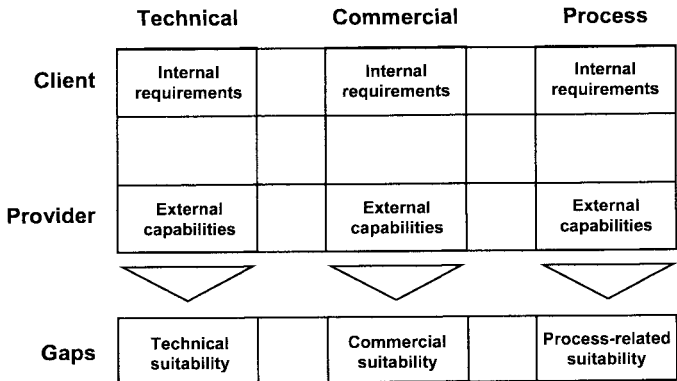 Technical Commercial Process
Client
Internal
requirements
Internal
requirements
Internal
requirements
Provider
External
capabilities
External
capabilities
External
capabilities
Gaps
Technical
suitability
Commercial
suitability
Process-related
suitability